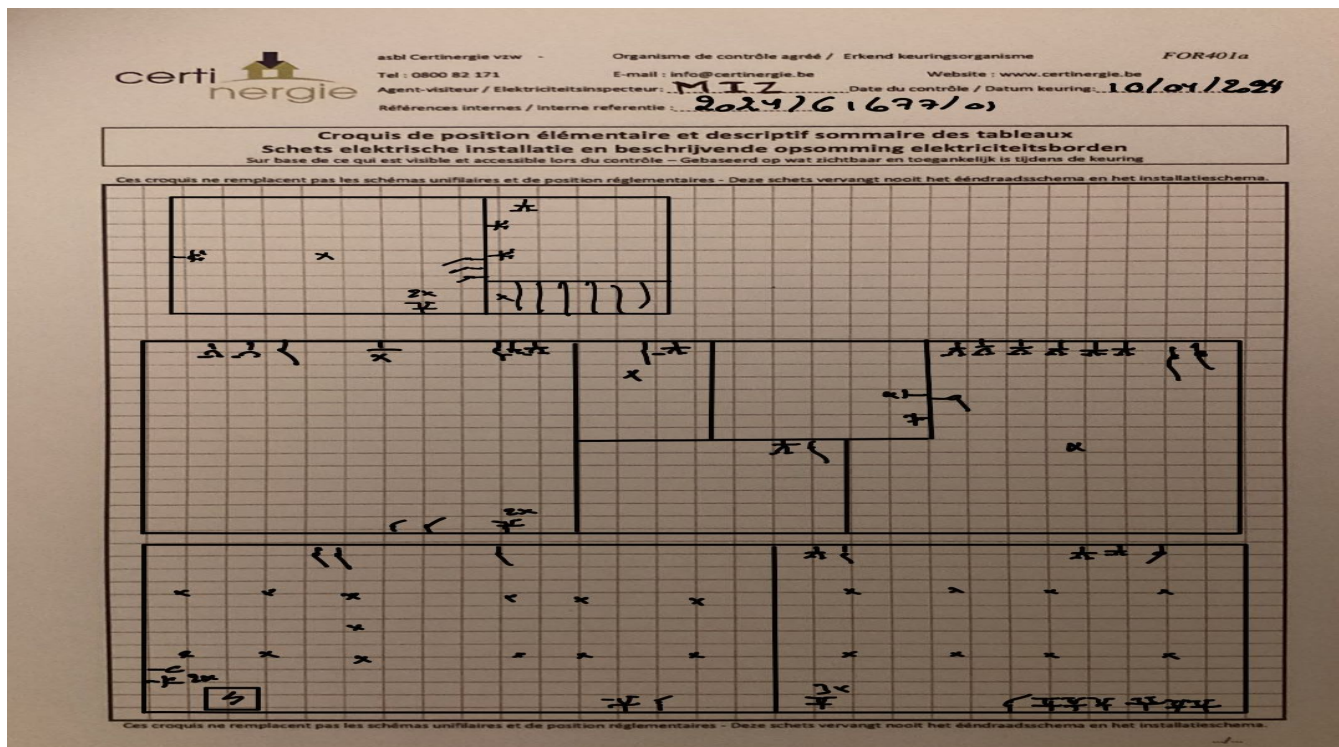 certi nergie
asbl Certinergie vzw - Organisme de contrôle agréé / Erkend keuringsorganisme FOR401a
Tel : 0800 82 171 E-mail : info@certinergie.be Website : www.certinergie.be
Agent-visiteur / Elektriciteitsinspecteur: MIZ Date du contrôle / Datum keuring: 10/04/2024
Références internes / Interne referentie : 2024/61677/01
Croquis de position élémentaire et descriptif sommaire des tableaux
Schets elektrische installatie en beschrijvende opsomming elektriciteitsborden
Sur base de ce qui est visible et accessible lors du contrôle – Gebaseerd op wat zichtbaar en toegankelijk is tijdens de keuring
Ces croquis ne remplacent pas les schémas unifilaires et de position réglementaires - Deze schets vervangt nooit het ééndraadsschema en het installatieschema.
2x
2x
2x
3x
Ces croquis ne remplacent pas les schémas unifilaires et de position réglementaires - Deze schets vervangt nooit het ééndraadsschema en het installatieschema.